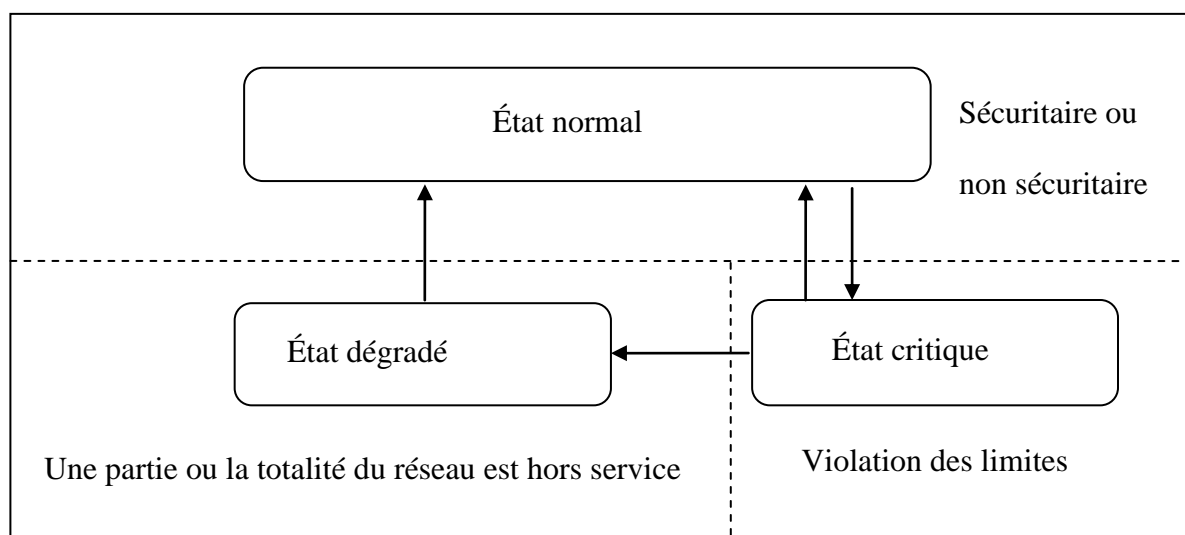 État normal
Sécuritaire ou
non sécuritaire
État dégradé
État critique
Une partie ou la totalité du réseau est hors service
Violation des limites